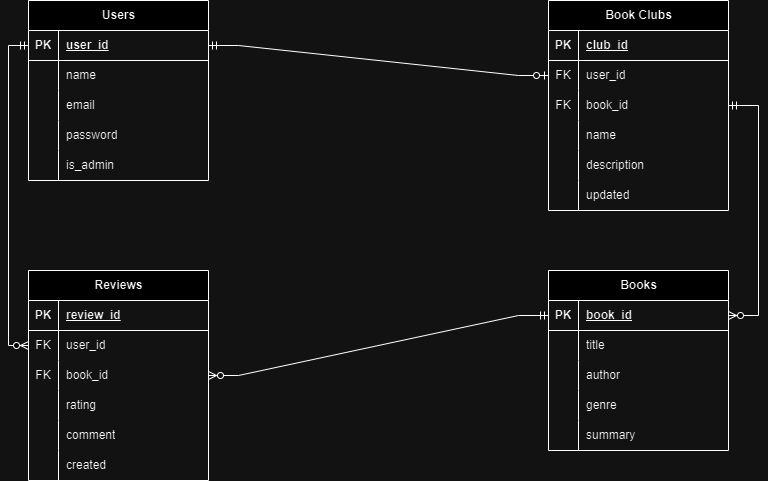 Users
PK user_id
name
email
password
is_admin
Book Clubs
PK club_id
FK user_id
FK book_id
name
description
updated
Reviews
PK review_id
FK user_id
FK book_id
rating
comment
created
Books
PK book_id
title
author
genre
summary